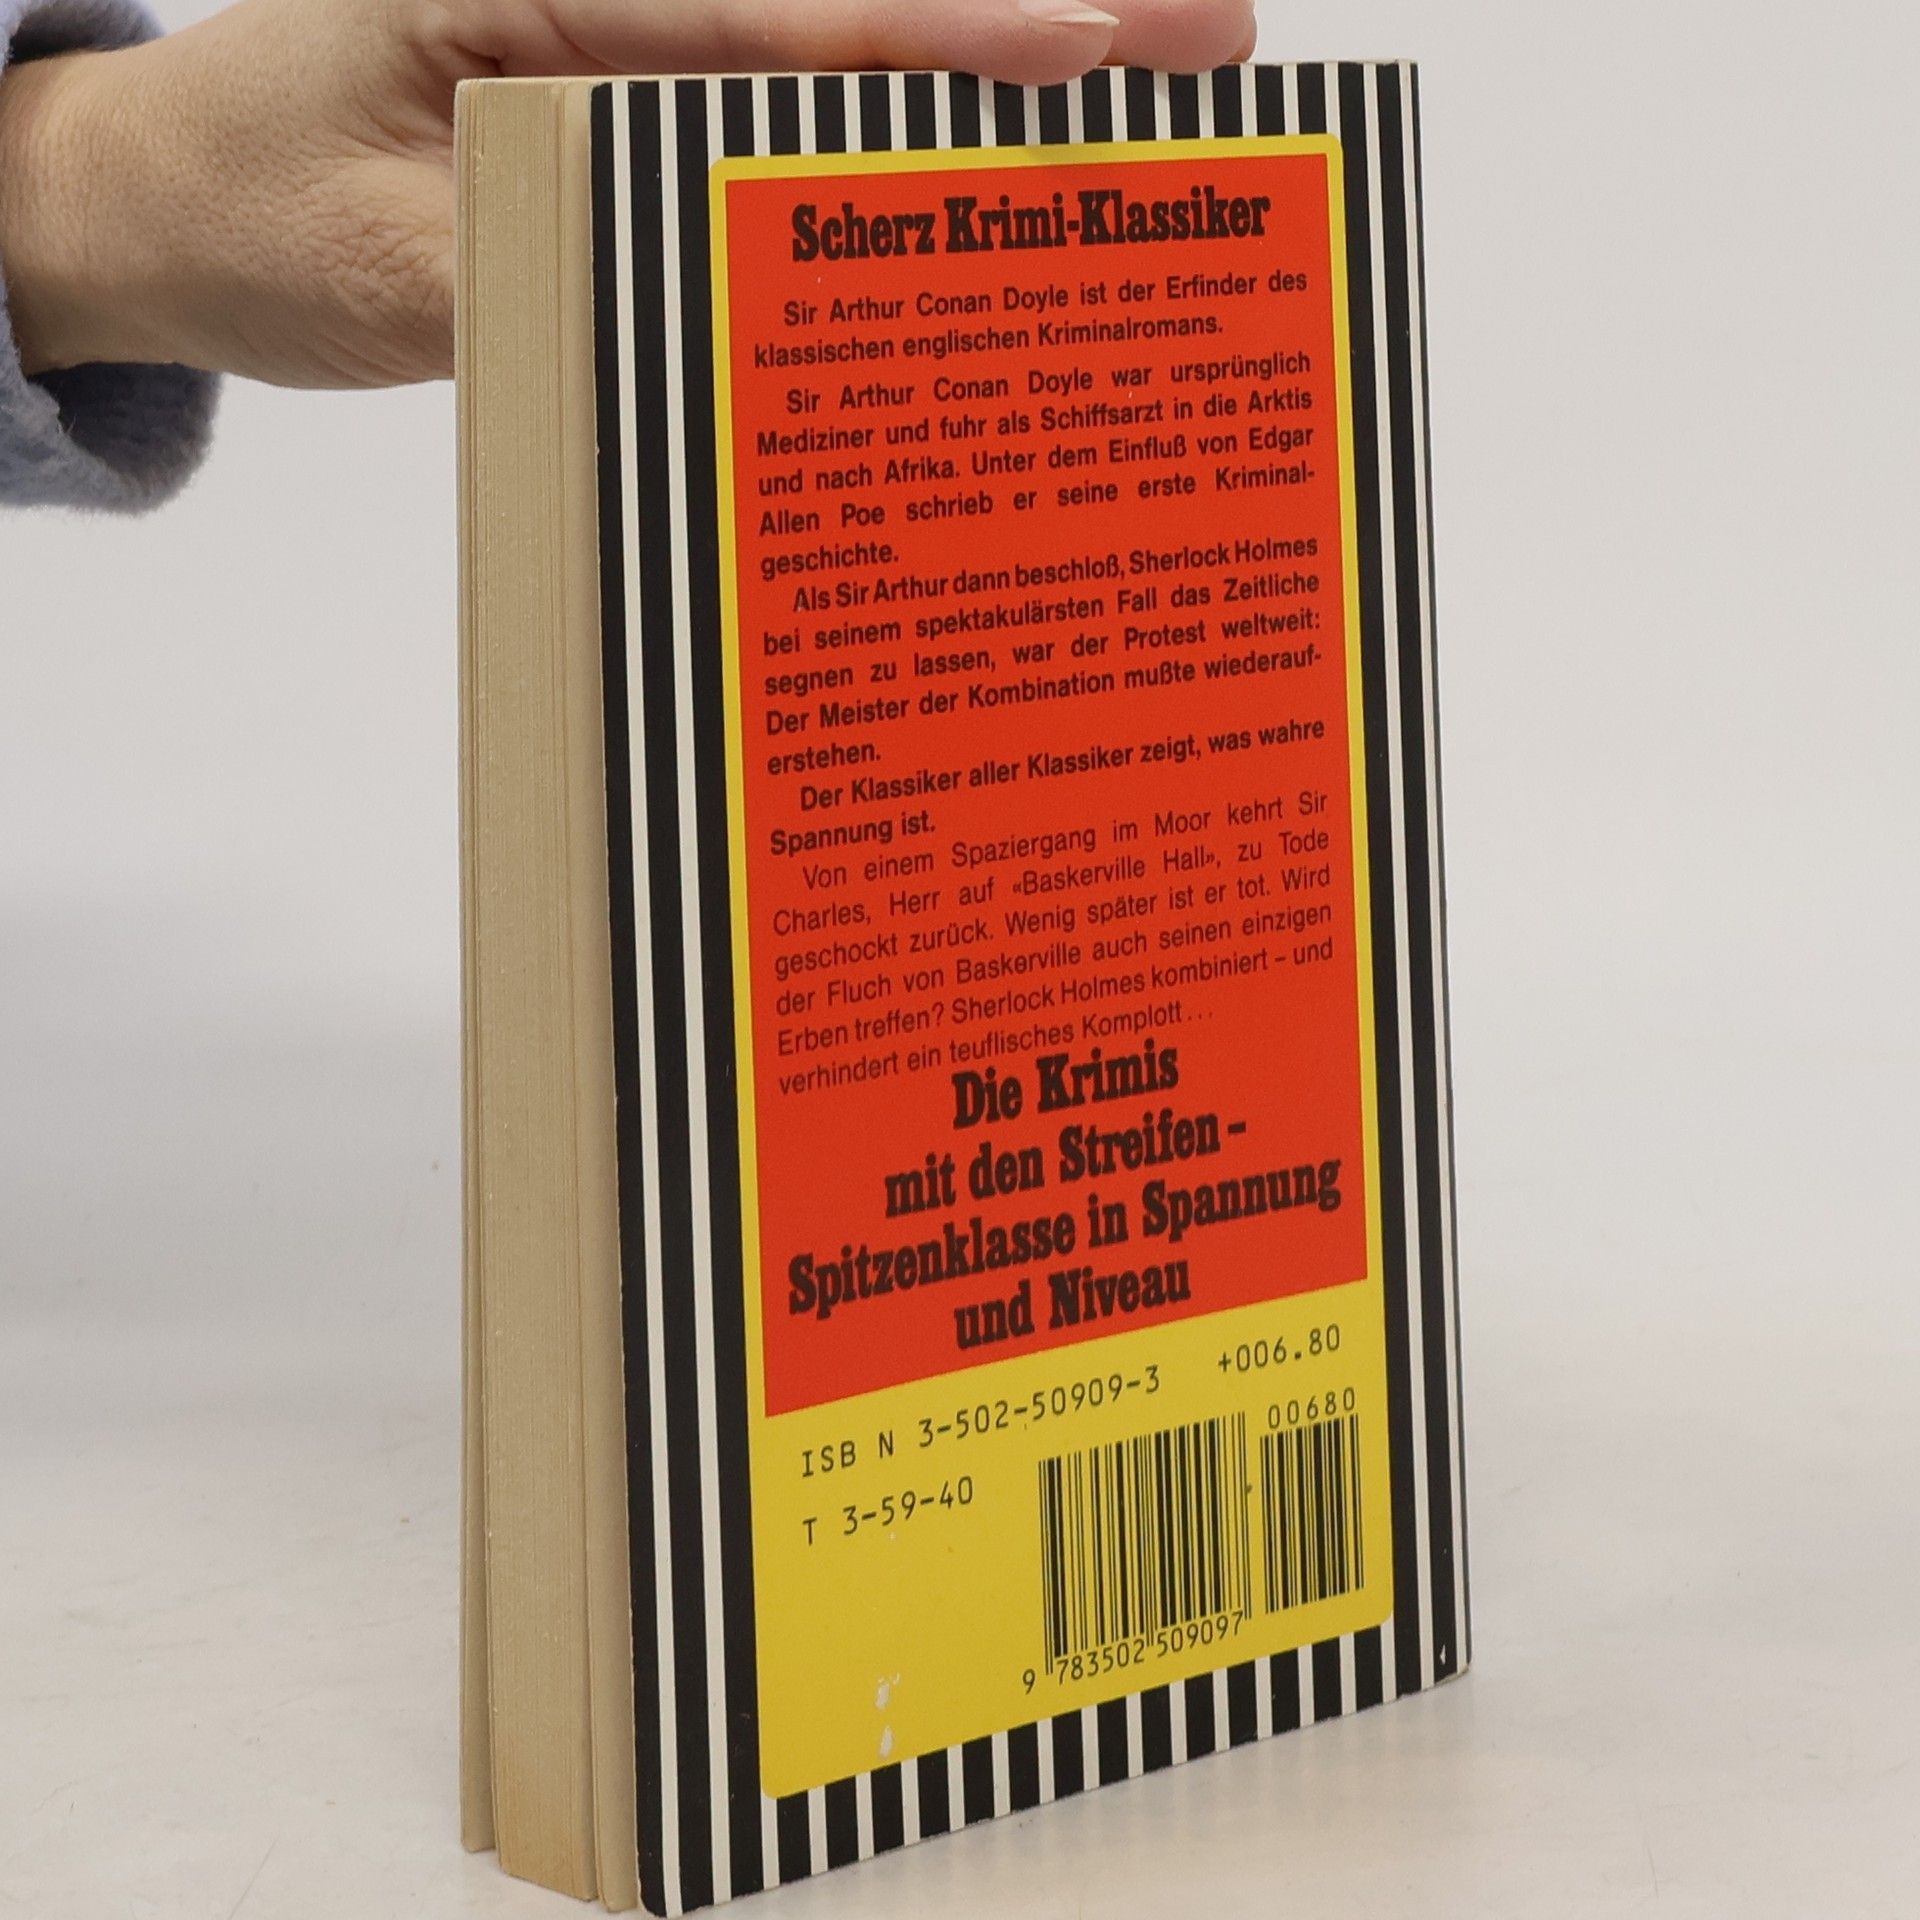 Scherz Krimi-Klassiker
Sir Arthur Conan Doyle ist der Erfinder des
klassischen englischen Kriminalromans.
Sir Arthur Conan Doyle war ursprünglich
Mediziner und fuhr als Schiffsarzt in die Arktis
und nach Afrika. Unter dem Einfluß von Edgar
Allen Poe schrieb er seine erste Kriminal-
geschichte.
Als Sir Arthur dann beschloß, Sherlock Holmes
bei seinem spektakulärsten Fall das Zeitliche
segnen zu lassen, war der Protest weltweit:
Der Meister der Kombination mußte wiederauf-
erstehen.
Der Klassiker aller Klassiker zeigt, was wahre
Spannung ist.
Von einem Spaziergang im Moor kehrt Sir
Charles, Herr auf «Baskerville Hall», zu Tode
geschockt zurück. Wenig später ist er tot. Wird
der Fluch von Baskerville auch seinen einzigen
Erben treffen? Sherlock Holmes kombiniert – und
verhindert ein teuflisches Komplott...
Die Krimis
mit den Streifen –
Spitzenklasse in Spannung
und Niveau
ISB N 3-502-50909-3 +006.80
T 3-59-40
00680
9 783502 509097